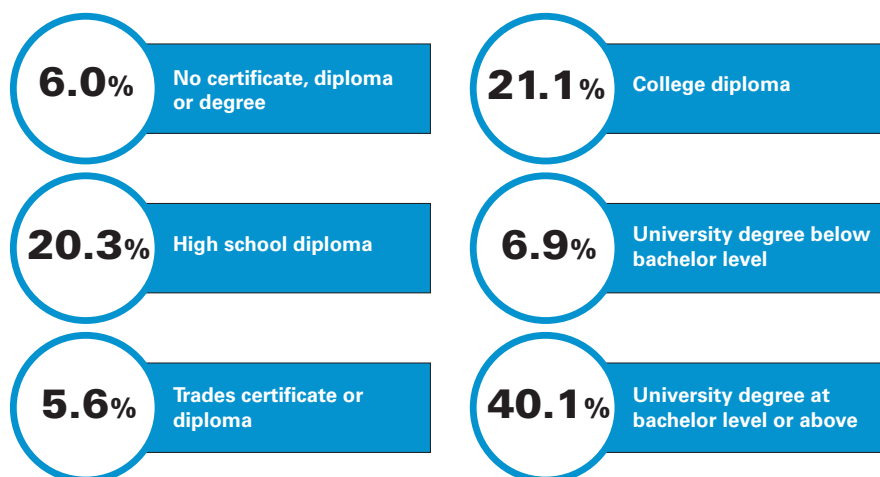 6.0%
No certificate, diploma
or degree
20.3%
High school diploma
5.6%
Trades certificate or
diploma
21.1%
College diploma
6.9%
University degree below
bachelor level
40.1%
University degree at
bachelor level or above